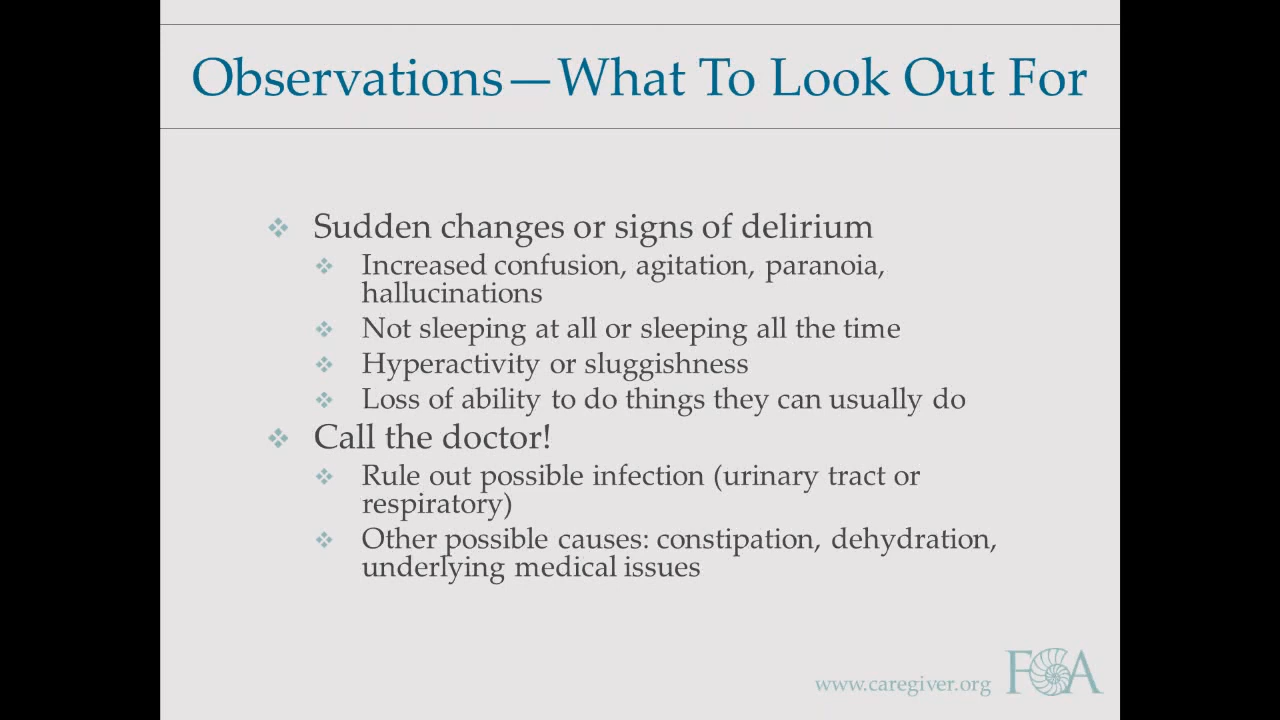 Observations—What To Look Out For
Sudden changes or signs of delirium
Increased confusion, agitation, paranoia,
hallucinations
Not sleeping at all or sleeping all the time
Hyperactivity or sluggishness
Loss of ability to do things they can usually do
Call the doctor!
Rule out possible infection (urinary tract or
respiratory)
Other possible causes: constipation, dehydration,
underlying medical issues
www.caregiver.org FCA